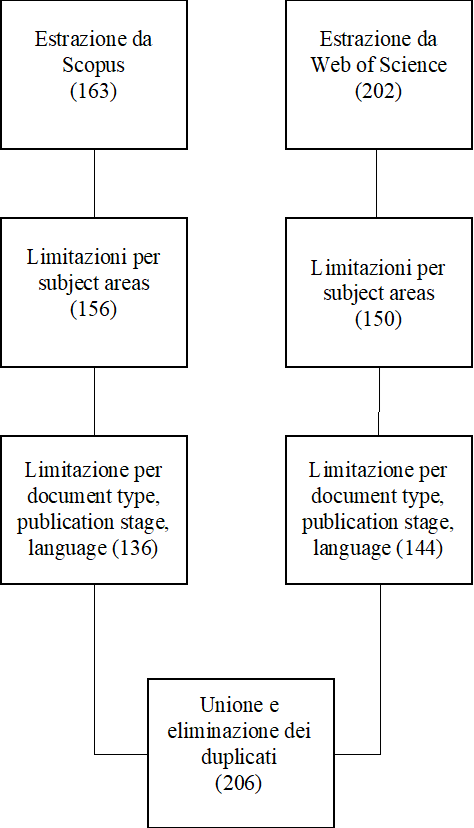 Estrazione da
Scopus
(163)
Estrazione da
Web of Science
(202)
Limitazioni per
subject areas
(156)
Limitazioni per
subject areas
(150)
Limitazione per
document type,
publication stage,
language (136)
Limitazione per
document type,
publication stage,
language (144)
Unione e
eliminazione dei
duplicati
(206)